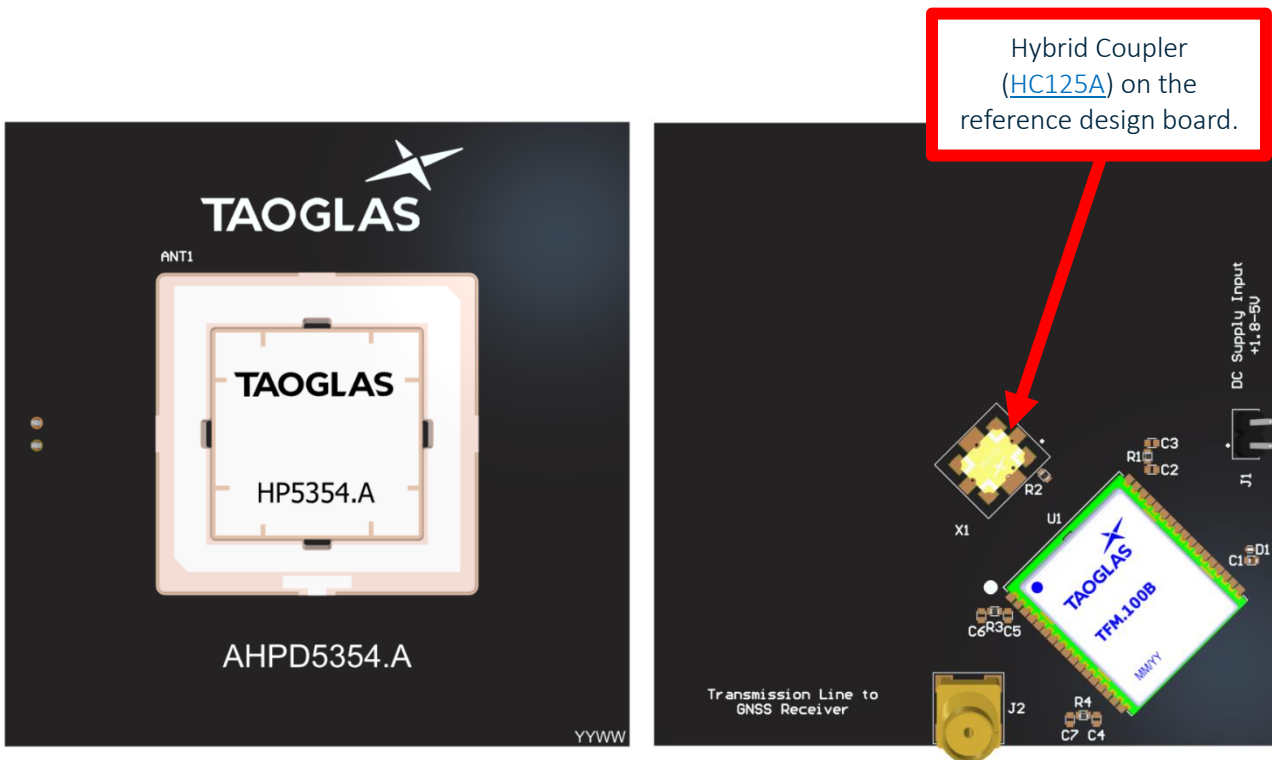 Hybrid Coupler
(HC125A) on the
reference design board.
TAOGLAS
ANT1
TAOGLAS
HP5354.A
AHPD5354.A
YYWW
DC Supply Input
+1.8-5V
C3
R1
C2
J1
R2
X1
U1
D1
C1
TAOGLAS
TFM.100B
MM/YY
C6
R3
C5
Transmission Line to
GNSS Receiver
J2
R4
C7
C4